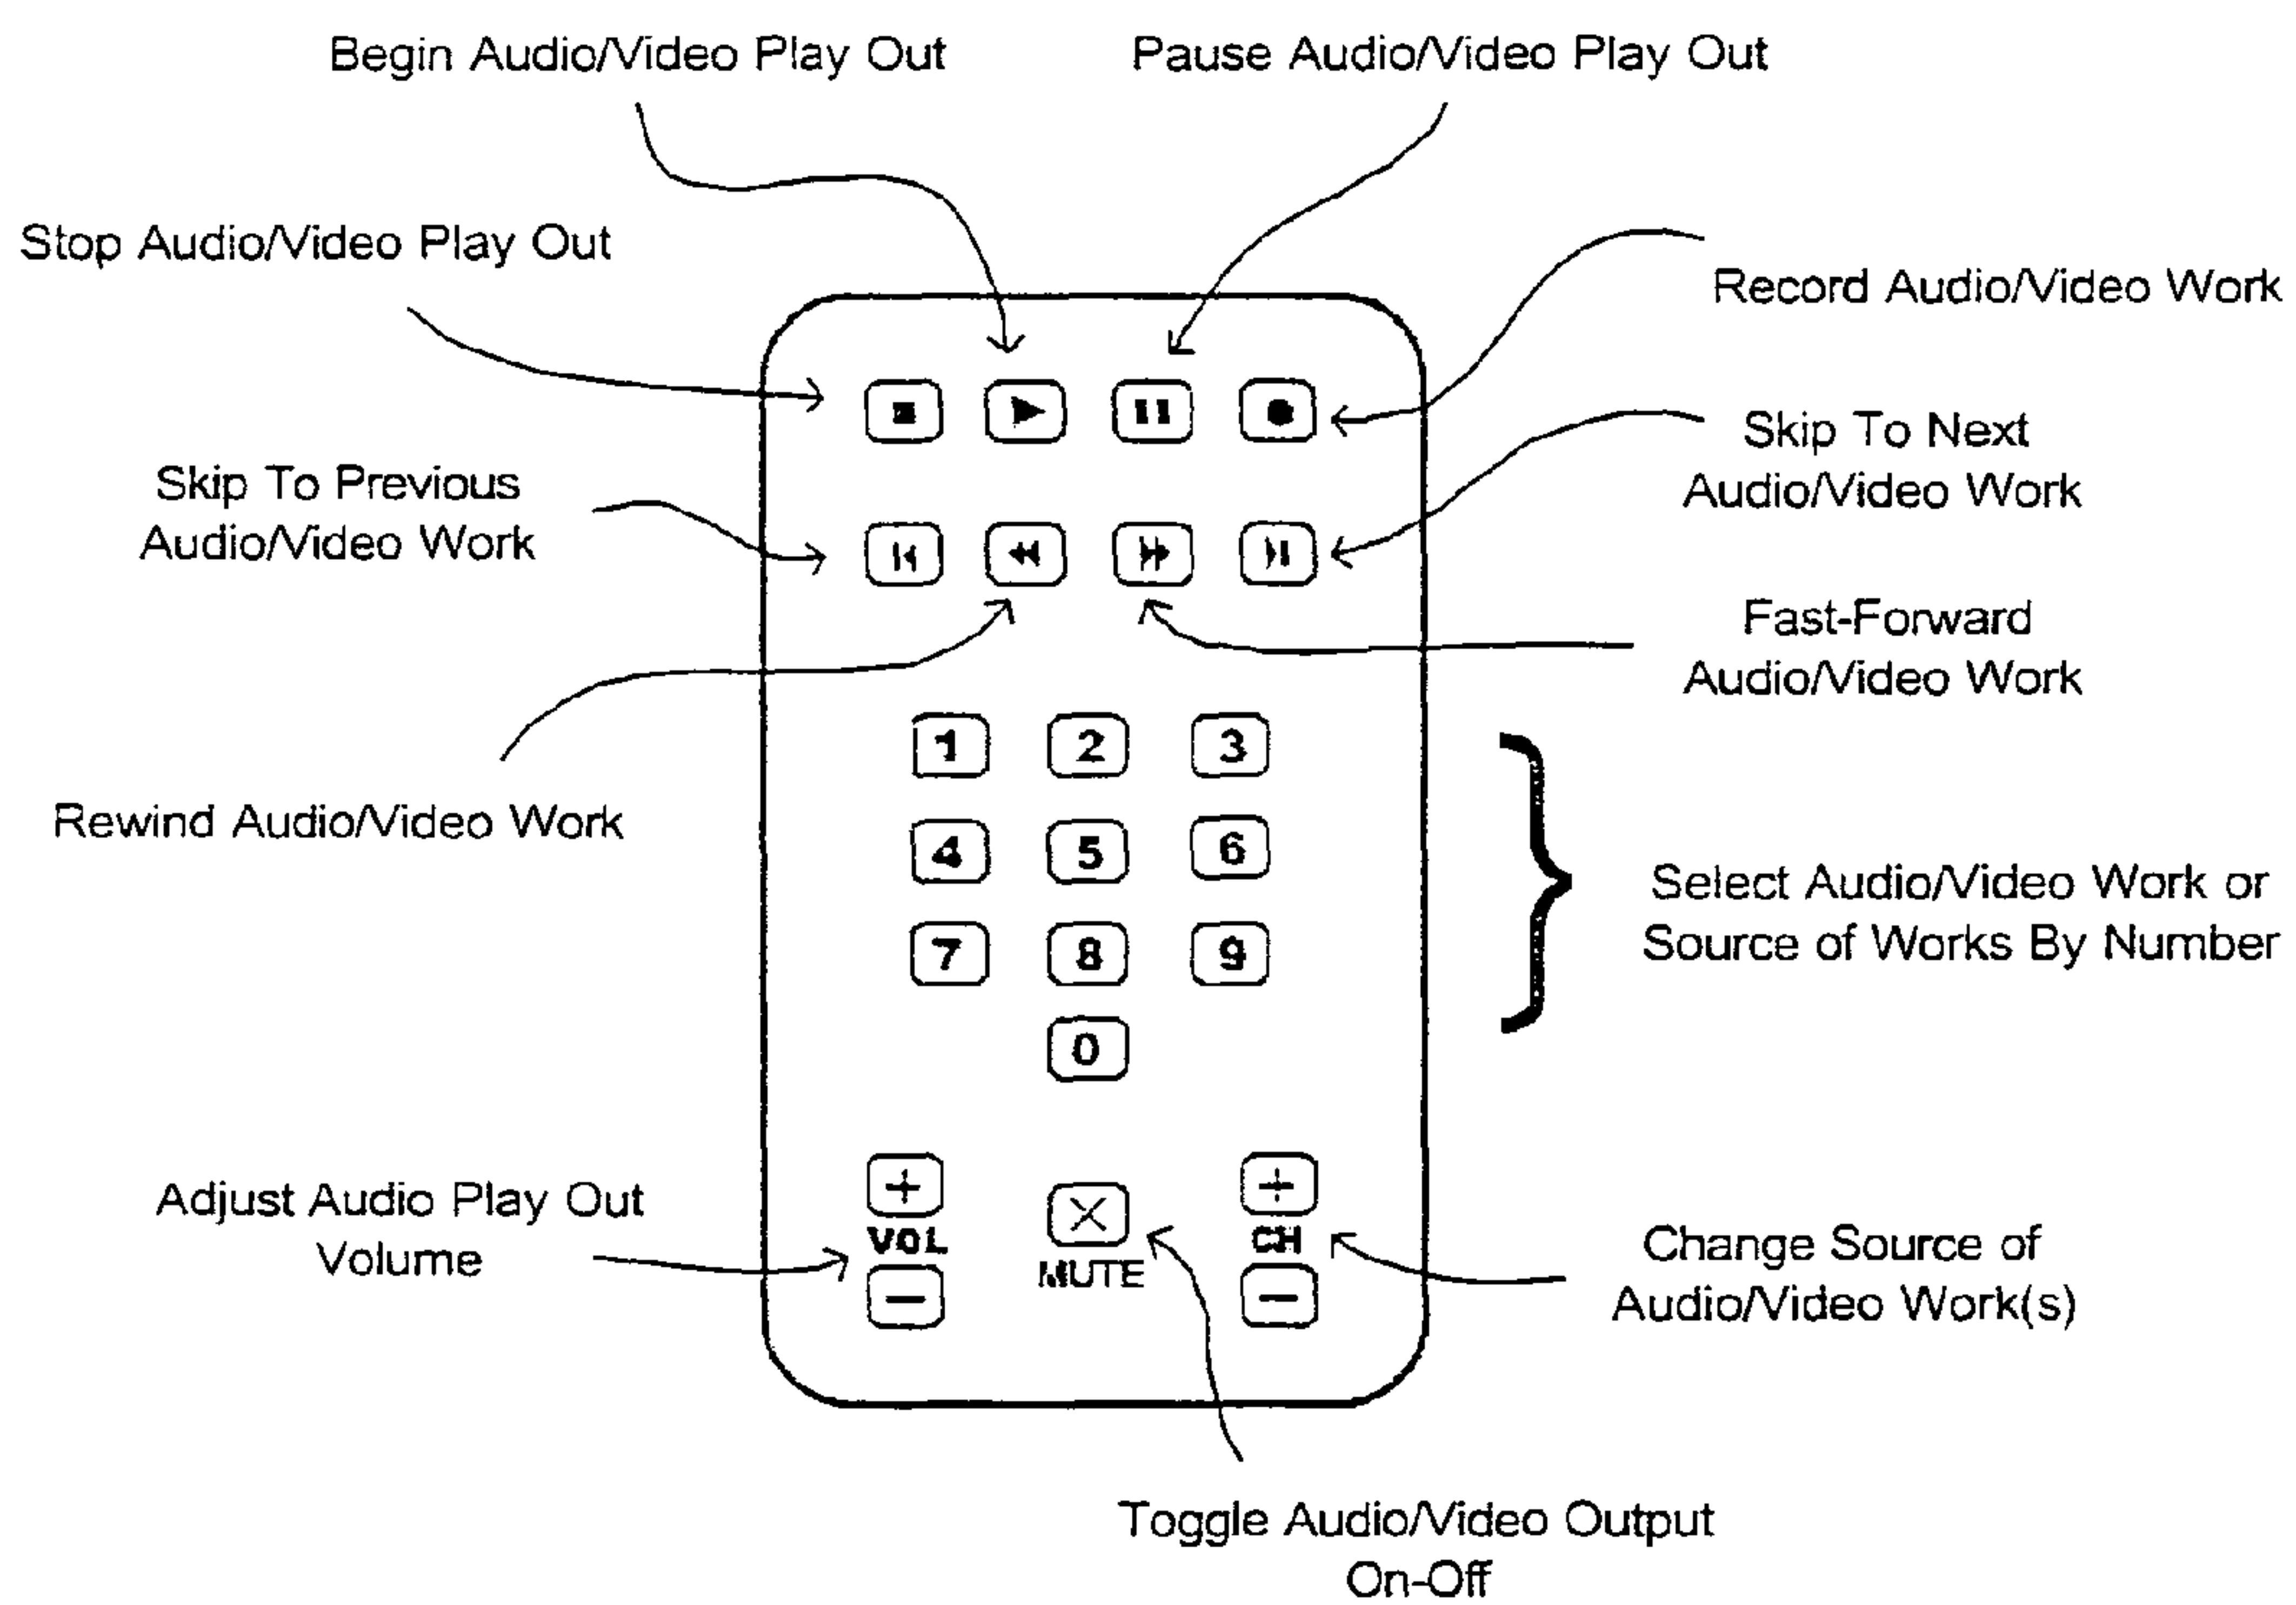 Begin Audio/Video Play Out
Pause Audio/Video Play Out
Stop Audio/Video Play Out
Record Audio/Video Work
Skip To Next
Audio/Video Work
Skip To Previous
Audio/Video Work
Fast-Forward
Audio/Video Work
1 2 3
Rewind Audio/Video Work
4 5 6
Select Audio/Video Work or
Source of Works By Number
7 8 9
0
Adjust Audio Play Out
Volume
+
VOL
−
X
MUTE
+
CH
−
Change Source of
Audio/Video Work(s)
Toggle Audio/Video Output
On-Off